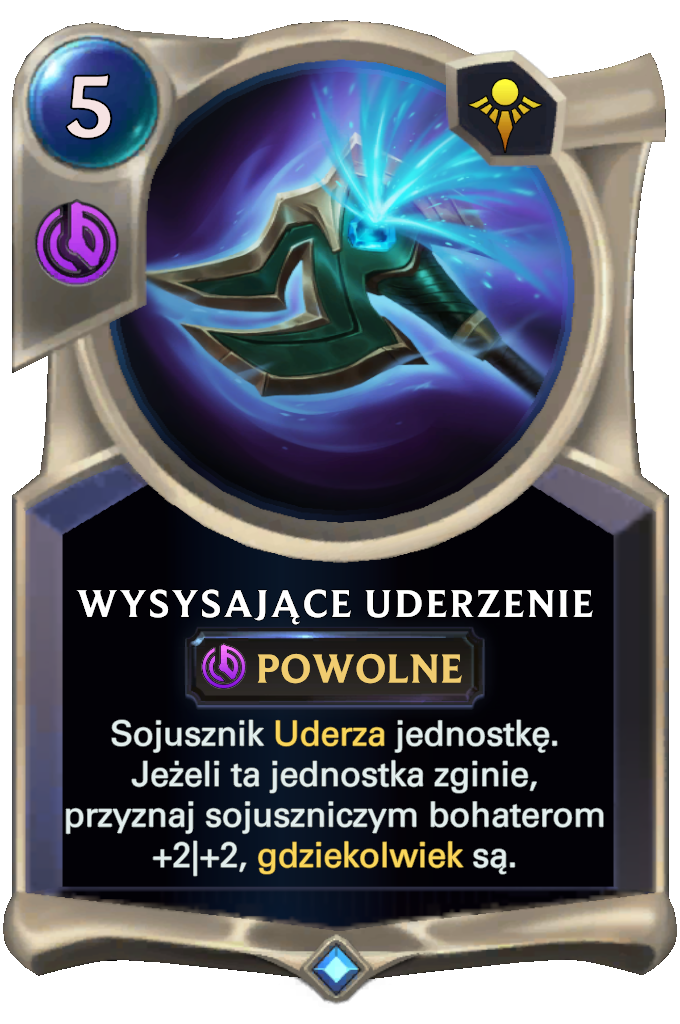 5
WYSYSAJĄCE UDERZENIE
POWOLNE
Sojusznik Uderza jednostkę.
Jeżeli ta jednostka zginie,
przyznaj sojuszniczym bohaterom
+2|+2, gdziekolwiek są.